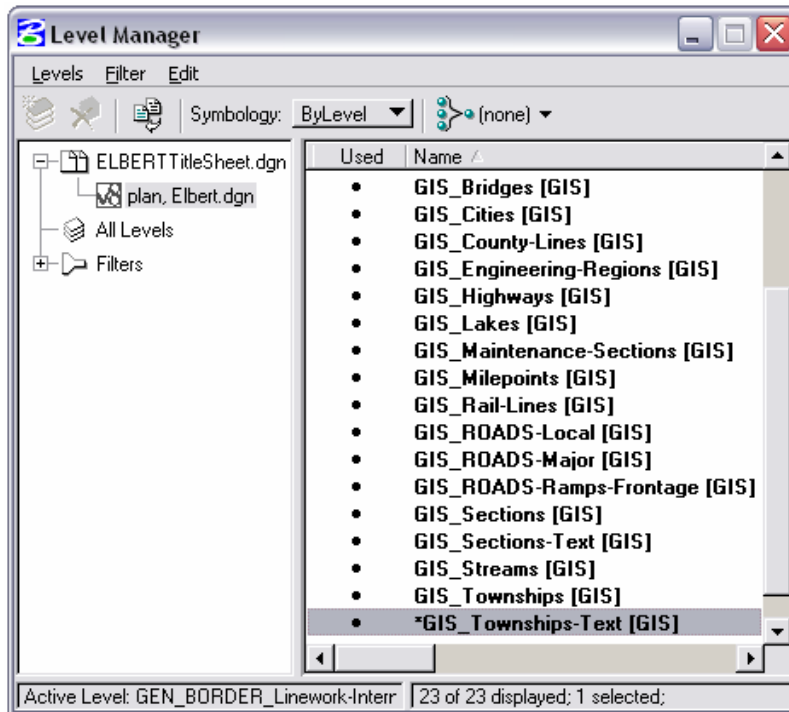 Level Manager
Levels Filter Edit
Symbology: ByLevel (none)
ELBERTTitleSheet.dgn
plan, Elbert.dgn
All Levels
Filters
Used Name
GIS_Bridges [GIS]
GIS_Cities [GIS]
GIS_County-Lines [GIS]
GIS_Engineering-Regions [GIS]
GIS_Highways [GIS]
GIS_Lakes [GIS]
GIS_Maintenance-Sections [GIS]
GIS_Milepoints [GIS]
GIS_Rail-Lines [GIS]
GIS_ROADS-Local [GIS]
GIS_ROADS-Major [GIS]
GIS_ROADS-Ramps-Frontage [GIS]
GIS_Sections [GIS]
GIS_Sections-Text [GIS]
GIS_Streams [GIS]
GIS_Townships [GIS]
*GIS_Townships-Text [GIS]
Active Level: GEN_BORDER_Linework-Interr 23 of 23 displayed; 1 selected;